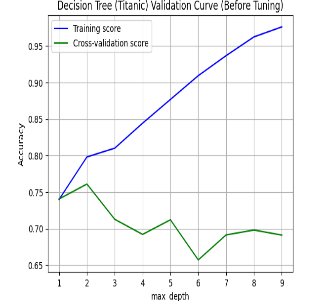 Decision Tree (Titanic) Validation Curve (Before Tuning)
Training score
Cross-validation score
Accuracy
0.95
0.90
0.85
0.80
0.75
0.70
0.65
1 2 3 4 5 6 7 8 9
max depth